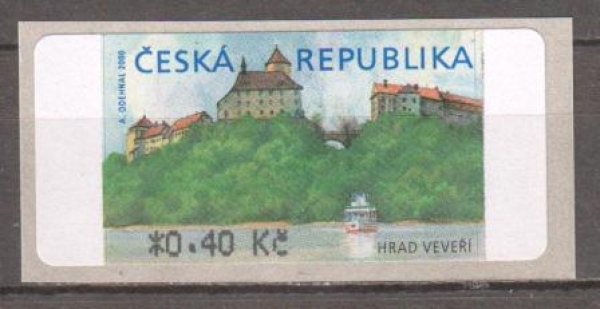 ČESKÁ REPUBLIKA
A. ODEHNAL 2000
*0.40 Kč
HRAD VEVEŘÍ